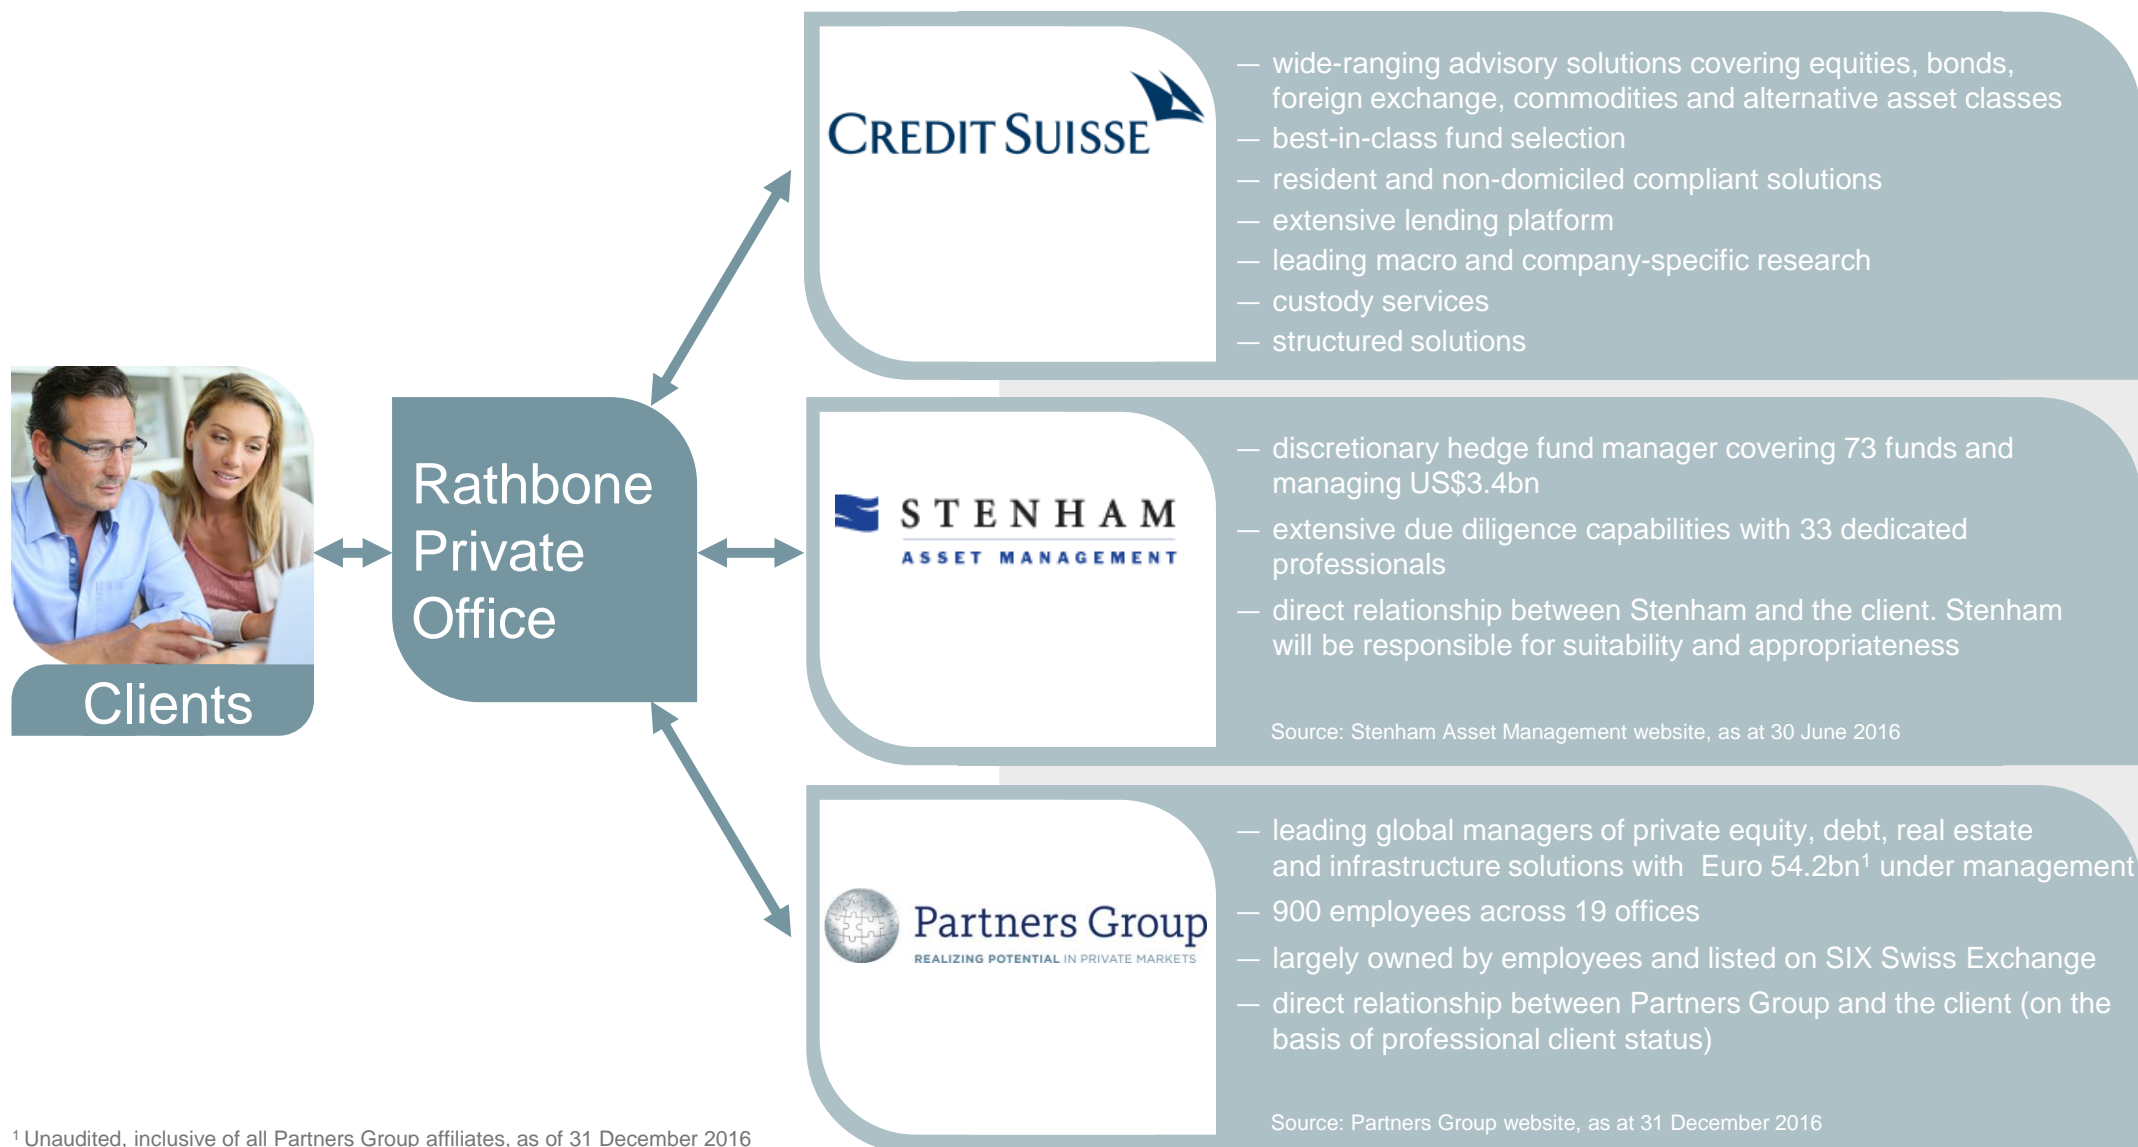 CREDIT SUISSE
— wide-ranging advisory solutions covering equities, bonds,
foreign exchange, commodities and alternative asset classes
— best-in-class fund selection
— resident and non-domiciled compliant solutions
— extensive lending platform
— leading macro and company-specific research
— custody services
— structured solutions
Clients
Rathbone
Private
Office
STENHAM
ASSET MANAGEMENT
— discretionary hedge fund manager covering 73 funds and
managing US$3.4bn
— extensive due diligence capabilities with 33 dedicated
professionals
— direct relationship between Stenham and the client. Stenham
will be responsible for suitability and appropriateness
Source: Stenham Asset Management website, as at 30 June 2016
Partners Group
REALIZING POTENTIAL IN PRIVATE MARKETS
— leading global managers of private equity, debt, real estate
and infrastructure solutions with Euro 54.2bn¹ under management
— 900 employees across 19 offices
— largely owned by employees and listed on SIX Swiss Exchange
— direct relationship between Partners Group and the client (on the
basis of professional client status)
Source: Partners Group website, as at 31 December 2016
¹ Unaudited, inclusive of all Partners Group affiliates, as of 31 December 2016